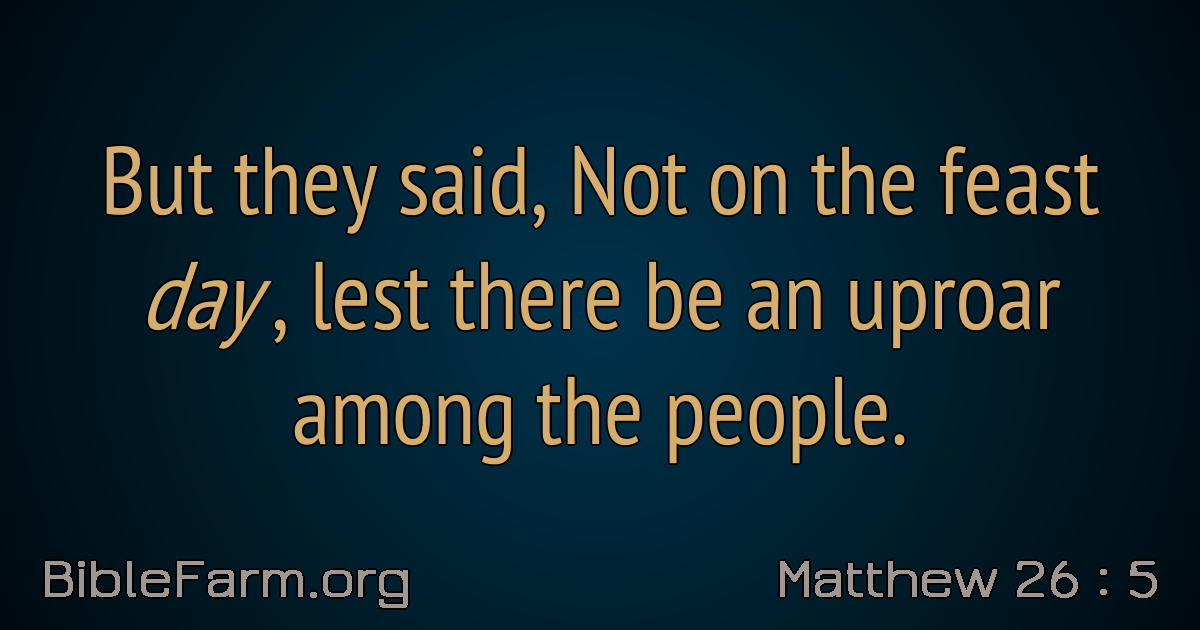 But they said, Not on the feast
day, lest there be an uproar
among the people.
BibleFarm.org
Matthew 26 : 5